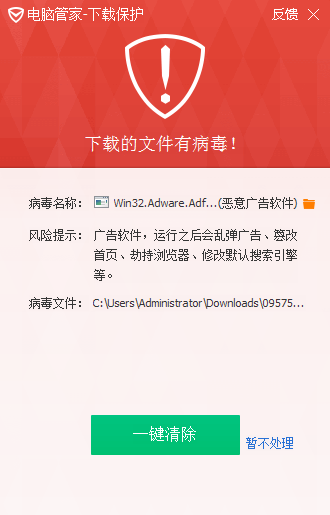 电脑管家-下载保护
反馈
下载的文件有病毒！
病毒名称： Win32.Adware.Adf...(恶意广告软件)
风险提示： 广告软件，运行之后会乱弹广告、篡改
首页、劫持浏览器、修改默认搜索引擎
等。
病毒文件： C:\Users\Administrator\Downloads\09575...
一键清除
暂不处理